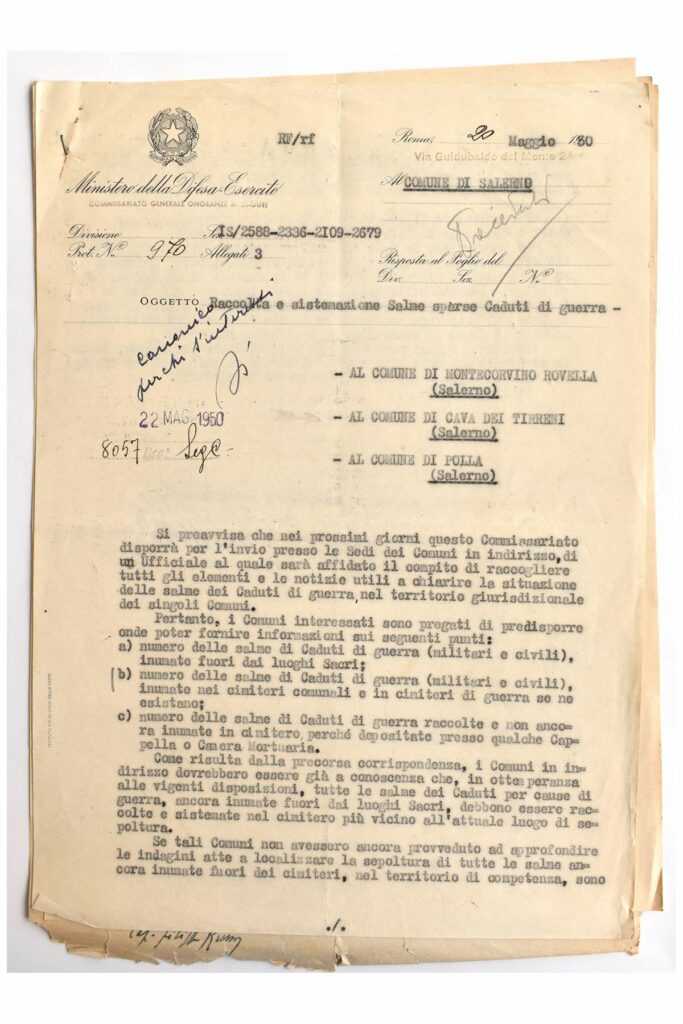 RF/rf
Roma, 20 Maggio 1960
Via Guidubaldo del Monte 24
Ministero della Difesa-Esercito
COMMISSARIATO GENERALE ONORANZE AI CADUTI
Al COMUNE DI SALERNO
Divisione
Sez. IS/2588-2336-2I09-2679
Prot. N.º 970 Allegati 3
Risposta al Foglio del
Div. Sez. N.º
OGGETTO Raccolta e sistemazione Salme sparse Caduti di guerra -
perchi s'interessi
22 MAG. 1960
8057 Sege-
- AL COMUNE DI MONTECORVINO ROVELLA
(Salerno)
- AL COMUNE DI CAVA DEI TIRRENI
(Salerno)
- AL COMUNE DI POLLA
(Salerno)
Si preavvisa che nei prossimi giorni questo Commissariato
disporrà per l'invio presso le Sedi dei Comuni in indirizzo, di
un Ufficiale al quale sarà affidato il compito di raccogliere
tutti gli elementi e le notizie utili a chiarire la situazione
delle salme dei Caduti di guerra, nel territorio giurisdizionale
dei singoli Comuni.
Pertanto, i Comuni interessati sono pregati di predisporre
onde poter fornire informazioni sui seguenti punti:
a) numero delle salme di Caduti di guerra (militari e civili),
inumate fuori dai luoghi Sacri;
b) numero delle salme di Caduti di guerra (militari e civili),
inumate nei cimiteri comunali e in cimiteri di guerra se ne
esistano;
c) numero delle salme di Caduti di guerra raccolte e non anco-
ra inumate in cimitero, perché depositate presso qualche Cap-
pella o Camera Mortuaria.
Come risulta dalla precorsa corrispondenza, i Comuni in in-
dirizzo dovrebbero essere già a conoscenza che, in ottemperanza
alle vigenti disposizioni, tutte le salme dei Caduti per cause di
guerra, ancora inumate fuori dai luoghi Sacri, debbono essere rac-
colte e sistemate nel cimitero più vicino all'attuale luogo di se-
poltura.
Se tali Comuni non avessero ancora provveduto ad approfondire
le indagini atte a localizzare la sepoltura di tutte le salme an-
cora inumate fuori dei cimiteri, nel territorio di competenza, sono
./.